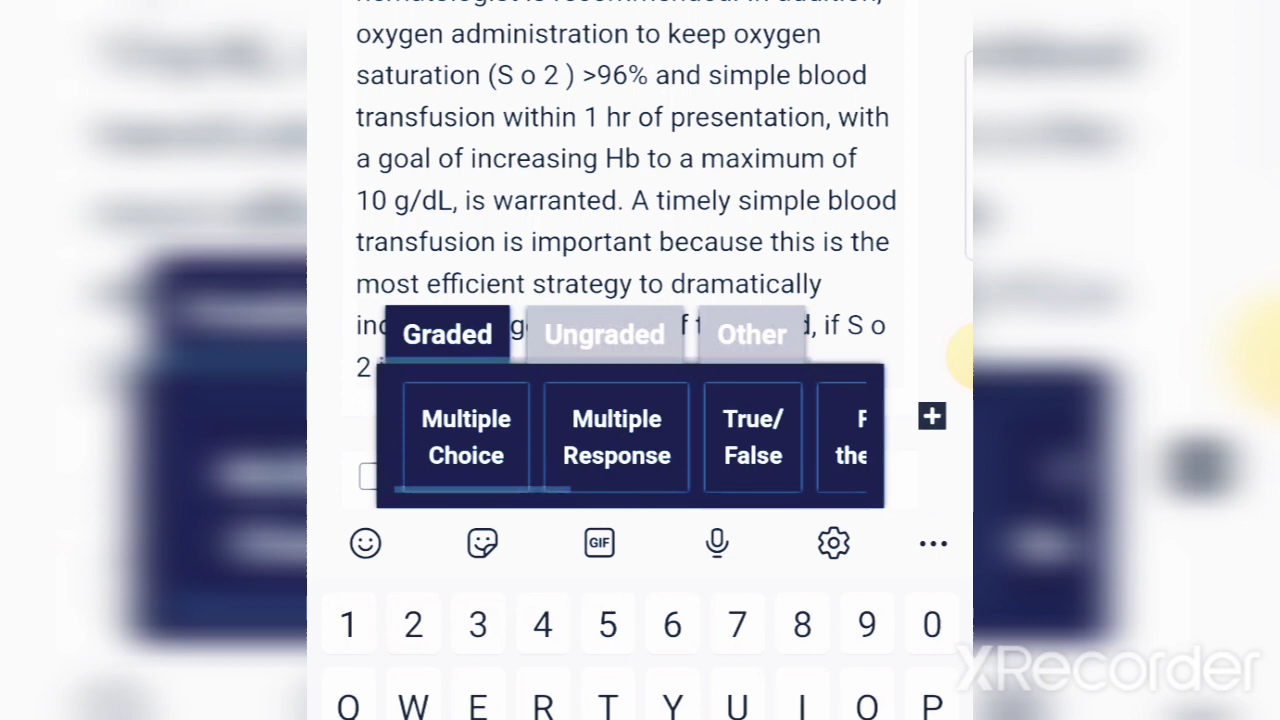 oxygen administration to keep oxygen
saturation (S o 2 ) >96% and simple blood
transfusion within 1 hr of presentation, with
a goal of increasing Hb to a maximum of
10 g/dL, is warranted. A timely simple blood
transfusion is important because this is the
most efficient strategy to dramatically
if S o
2
Graded
Ungraded
Other
Multiple
Choice
Multiple
Response
True/
False
GIF
1 2 3 4 5 6 7 8 9 0
Q W E R T Y U I O P
XRecorder